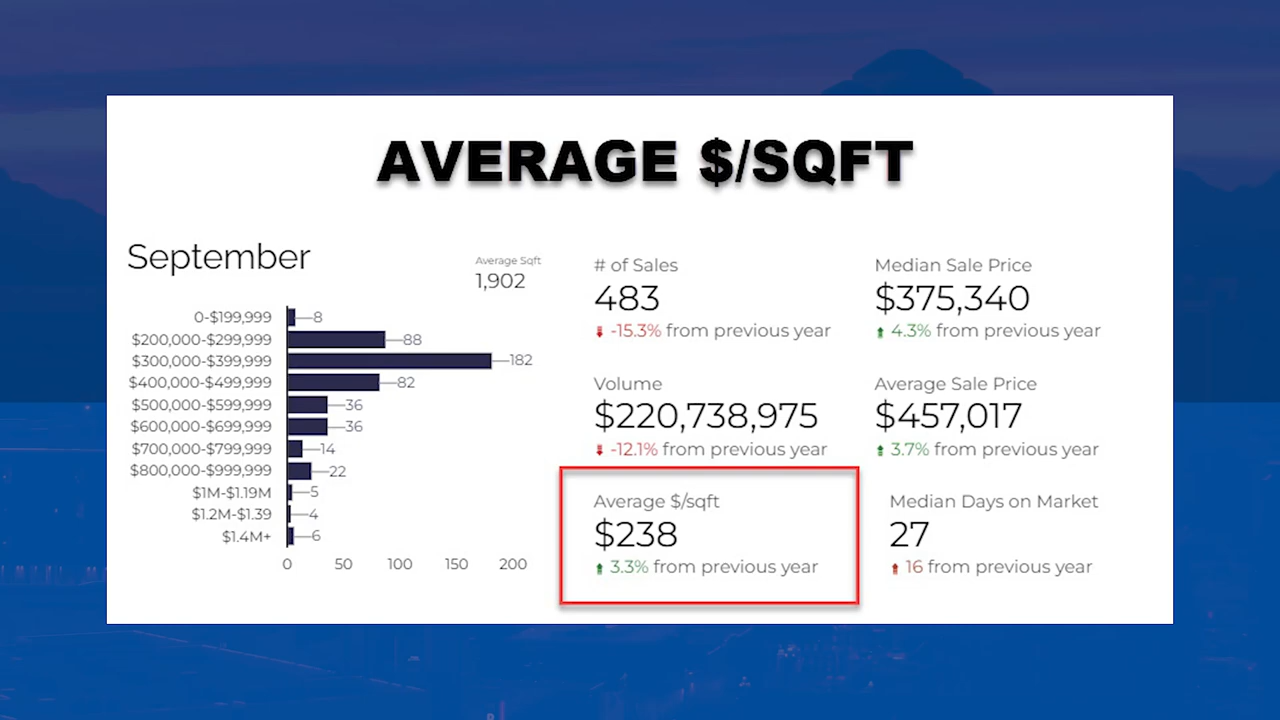 AVERAGE $/SQFT
September
Average Sqft
1,902
0-$199,999 8
$200,000-$299,999 88
$300,000-$399,999 182
$400,000-$499,999 82
$500,000-$599,999 36
$600,000-$699,999 36
$700,000-$799,999 14
$800,000-$999,999 22
$1M-$1.19M 5
$1.2M-$1.39 4
$1.4M+ 6
0 50 100 150 200
# of Sales
483
-15.3% from previous year
Median Sale Price
$375,340
4.3% from previous year
Volume
$220,738,975
-12.1% from previous year
Average Sale Price
$457,017
3.7% from previous year
Average $/sqft
$238
3.3% from previous year
Median Days on Market
27
16 from previous year